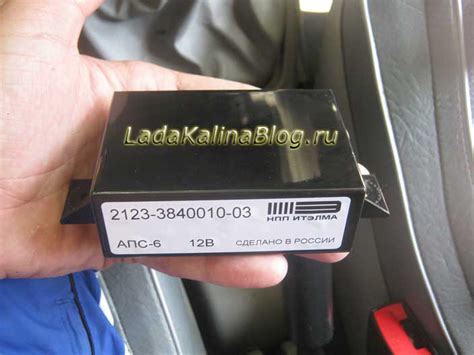 LadaKalinaBlog.ru
2123-3840010-03
НПП ИТЭЛМА
АПС-6 12В СДЕЛАНО В РОССИИ